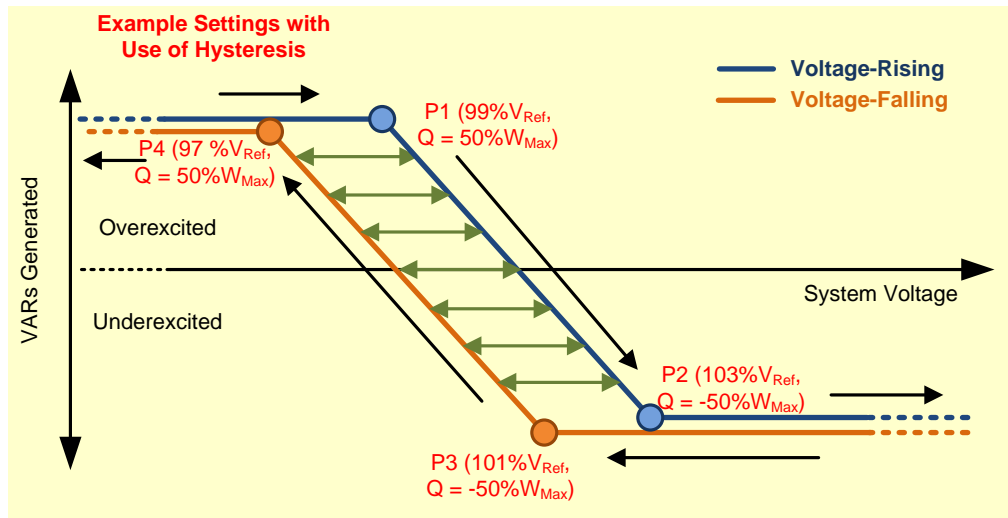 Example Settings with
Use of Hysteresis
Voltage-Rising
Voltage-Falling
P1 (99%VRef,
Q = 50%WMax)
P4 (97 %VRef,
Q = 50%WMax)
VARs Generated
Overexcited
Underexcited
System Voltage
P2 (103%VRef,
Q = -50%WMax)
P3 (101%VRef,
Q = -50%WMax)